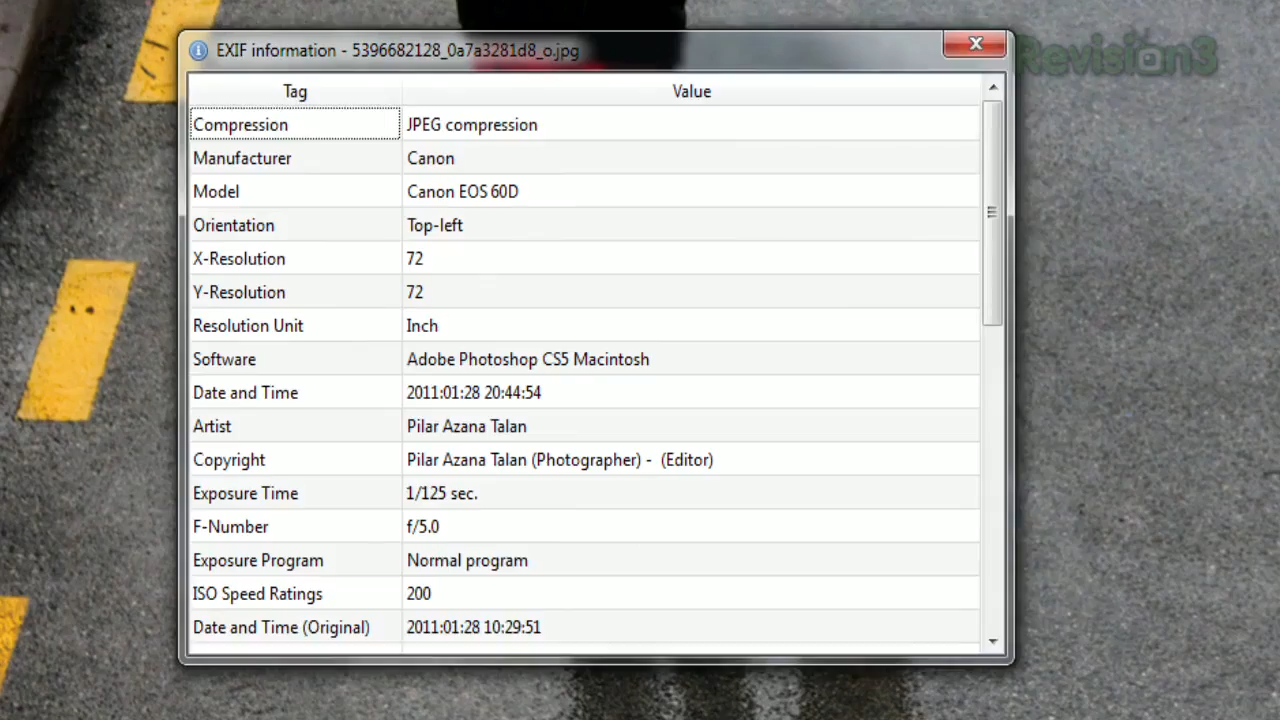 EXIF information - 5396682128_0a7a3281d8_o.jpg
Revision3
Tag Value
Compression JPEG compression
Manufacturer Canon
Model Canon EOS 60D
Orientation Top-left
X-Resolution 72
Y-Resolution 72
Resolution Unit Inch
Software Adobe Photoshop CS5 Macintosh
Date and Time 2011:01:28 20:44:54
Artist Pilar Azana Talan
Copyright Pilar Azana Talan (Photographer) - (Editor)
Exposure Time 1/125 sec.
F-Number f/5.0
Exposure Program Normal program
ISO Speed Ratings 200
Date and Time (Original) 2011:01:28 10:29:51